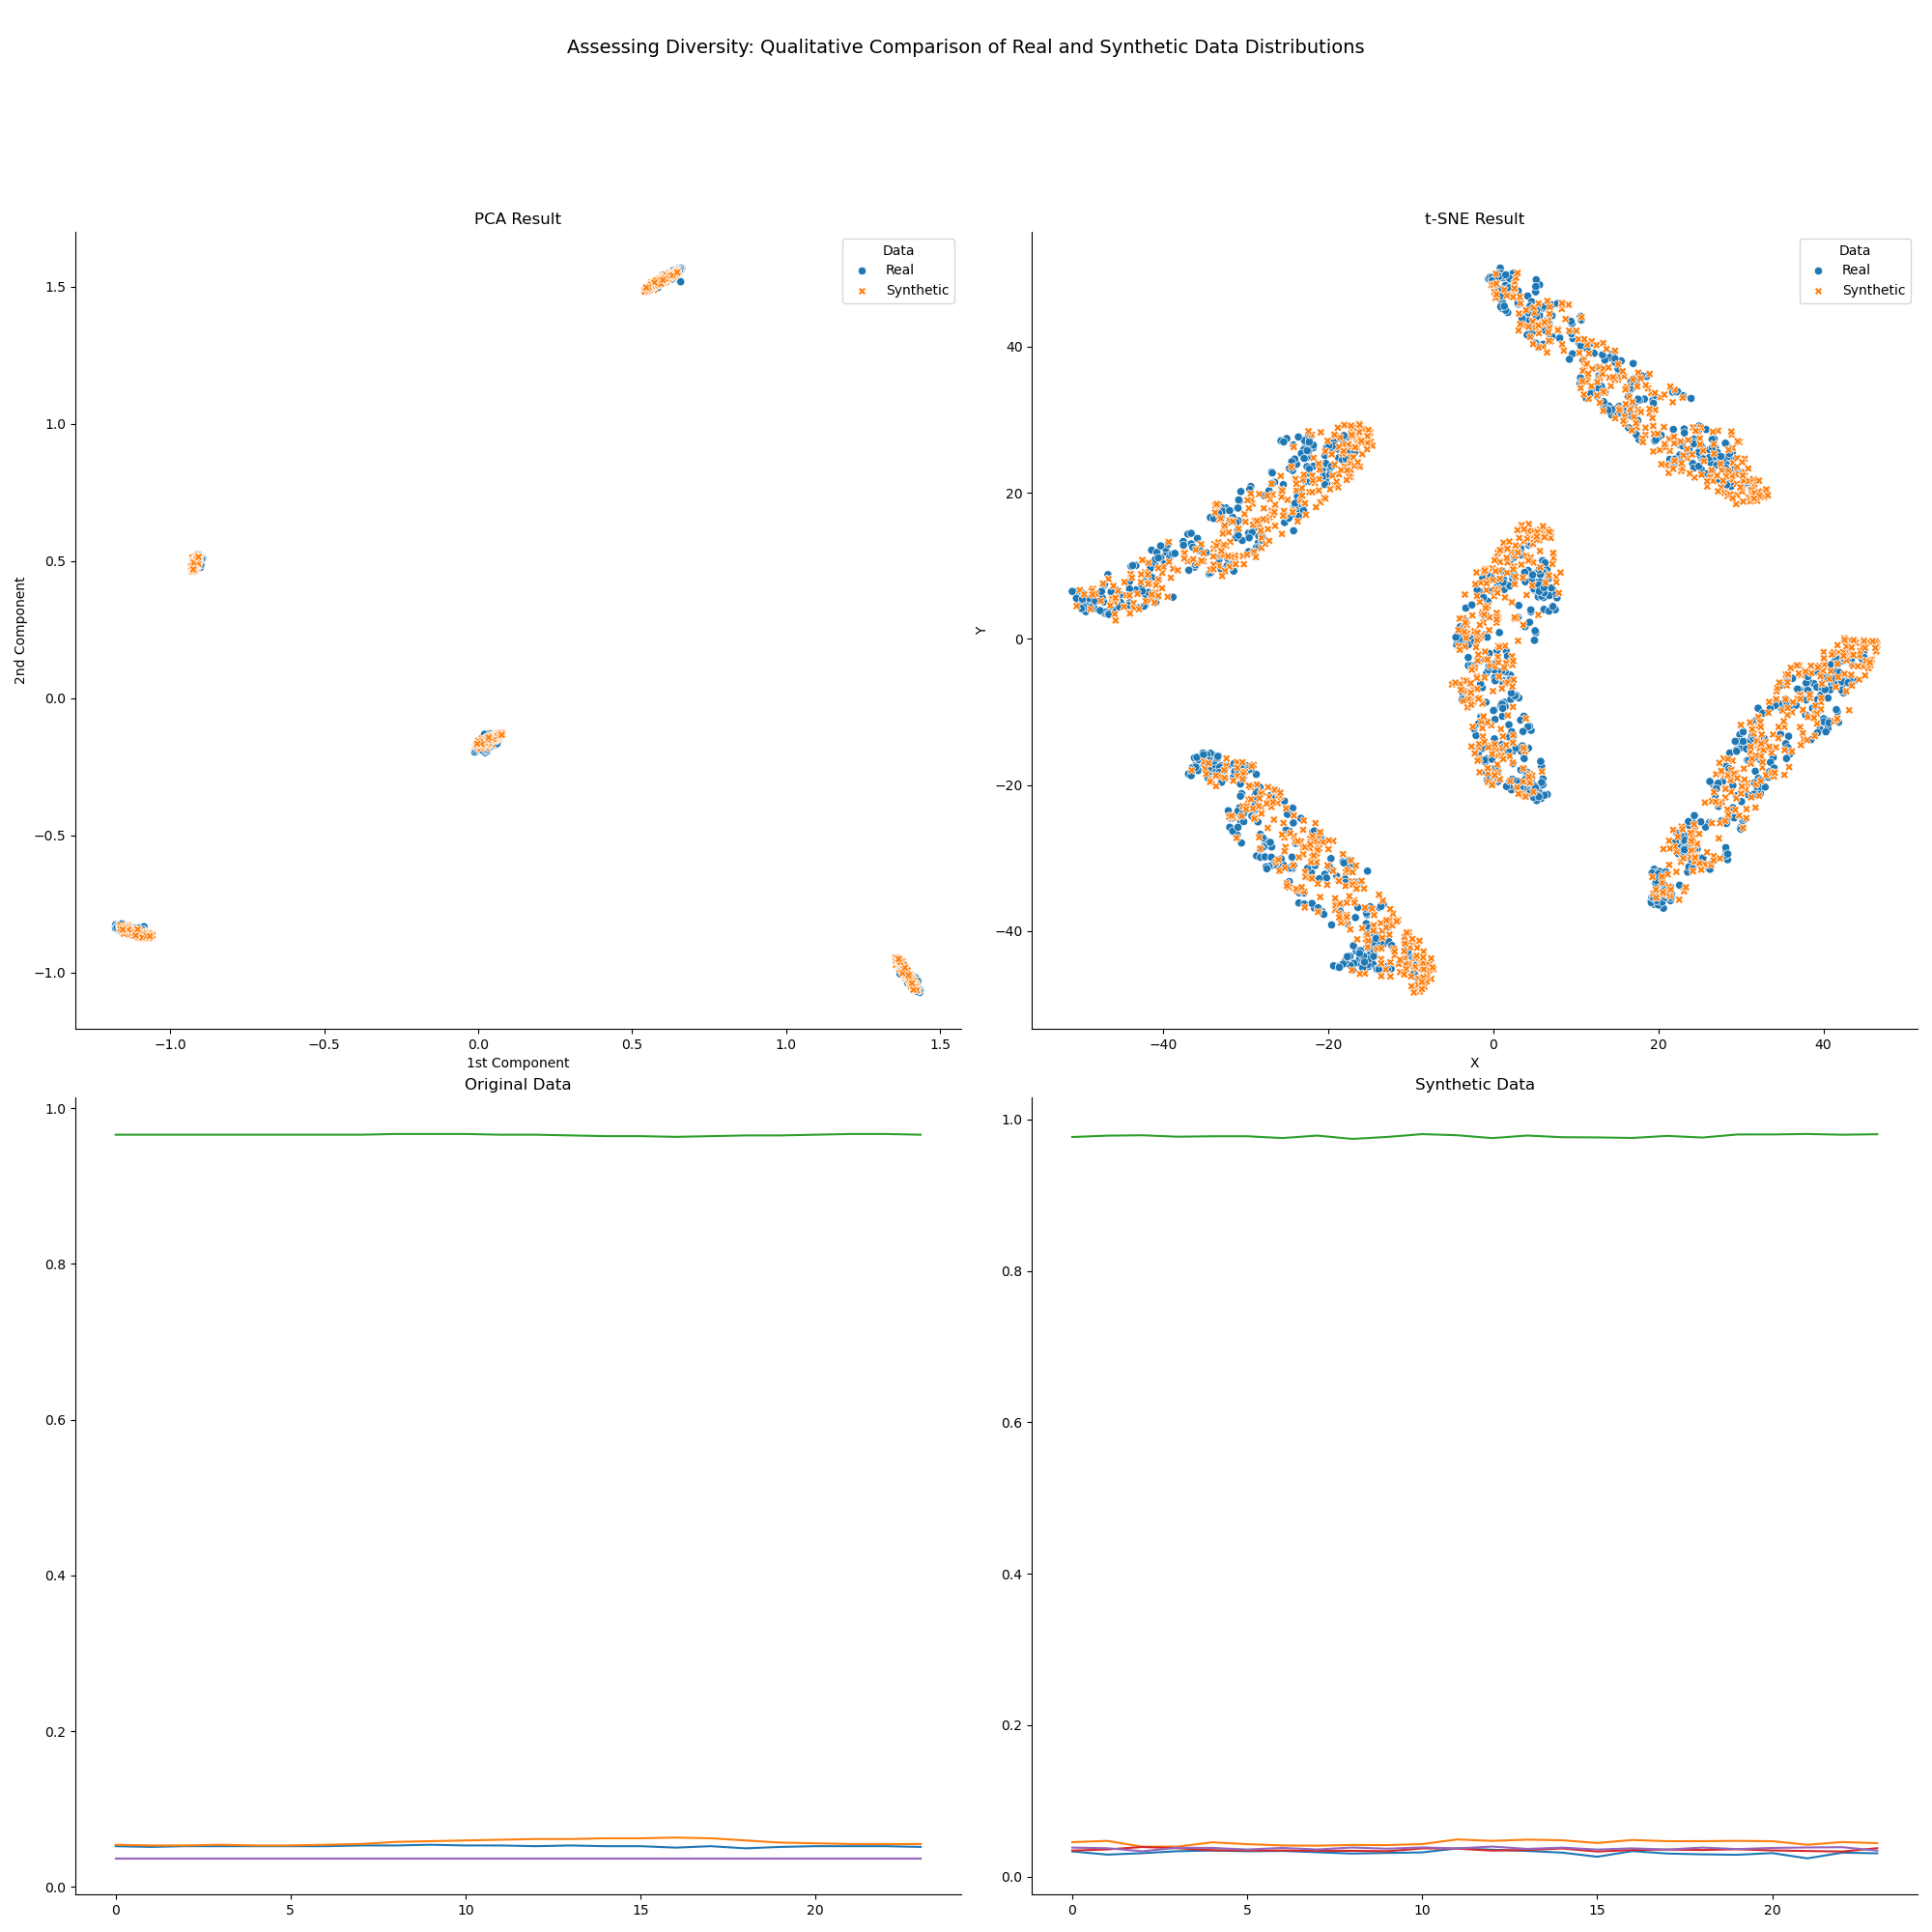 Assessing Diversity: Qualitative Comparison of Real and Synthetic Data Distributions
PCA Result
Data
Real
Synthetic
1.5
1.0
0.5
0.0
−0.5
−1.0
2nd Component
−1.0
−0.5
0.0
0.5
1.0
1.5
1st Component
t-SNE Result
Data
Real
Synthetic
40
20
0
−20
−40
Y
−40
−20
0
20
40
X
Original Data
1.0
0.8
0.6
0.4
0.2
0.0
0
5
10
15
20
Synthetic Data
1.0
0.8
0.6
0.4
0.2
0.0
0
5
10
15
20